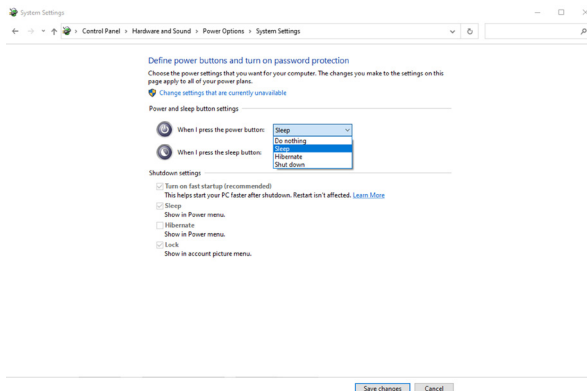 System Settings
Control Panel > Hardware and Sound > Power Options > System Settings
Define power buttons and turn on password protection
Choose the power settings that you want for your computer. The changes you make to the settings on this
page apply to all of your power plans.
Change settings that are currently unavailable
Power and sleep button settings
When I press the power button: Sleep
Do nothing
Sleep
When I press the sleep button:
Hibernate
Shut down
Shutdown settings
Turn on fast startup (recommended)
This helps start your PC faster after shutdown. Restart isn't affected. Learn More
Sleep
Show in Power menu.
Hibernate
Show in Power menu.
Lock
Show in account picture menu.
Save changes Cancel